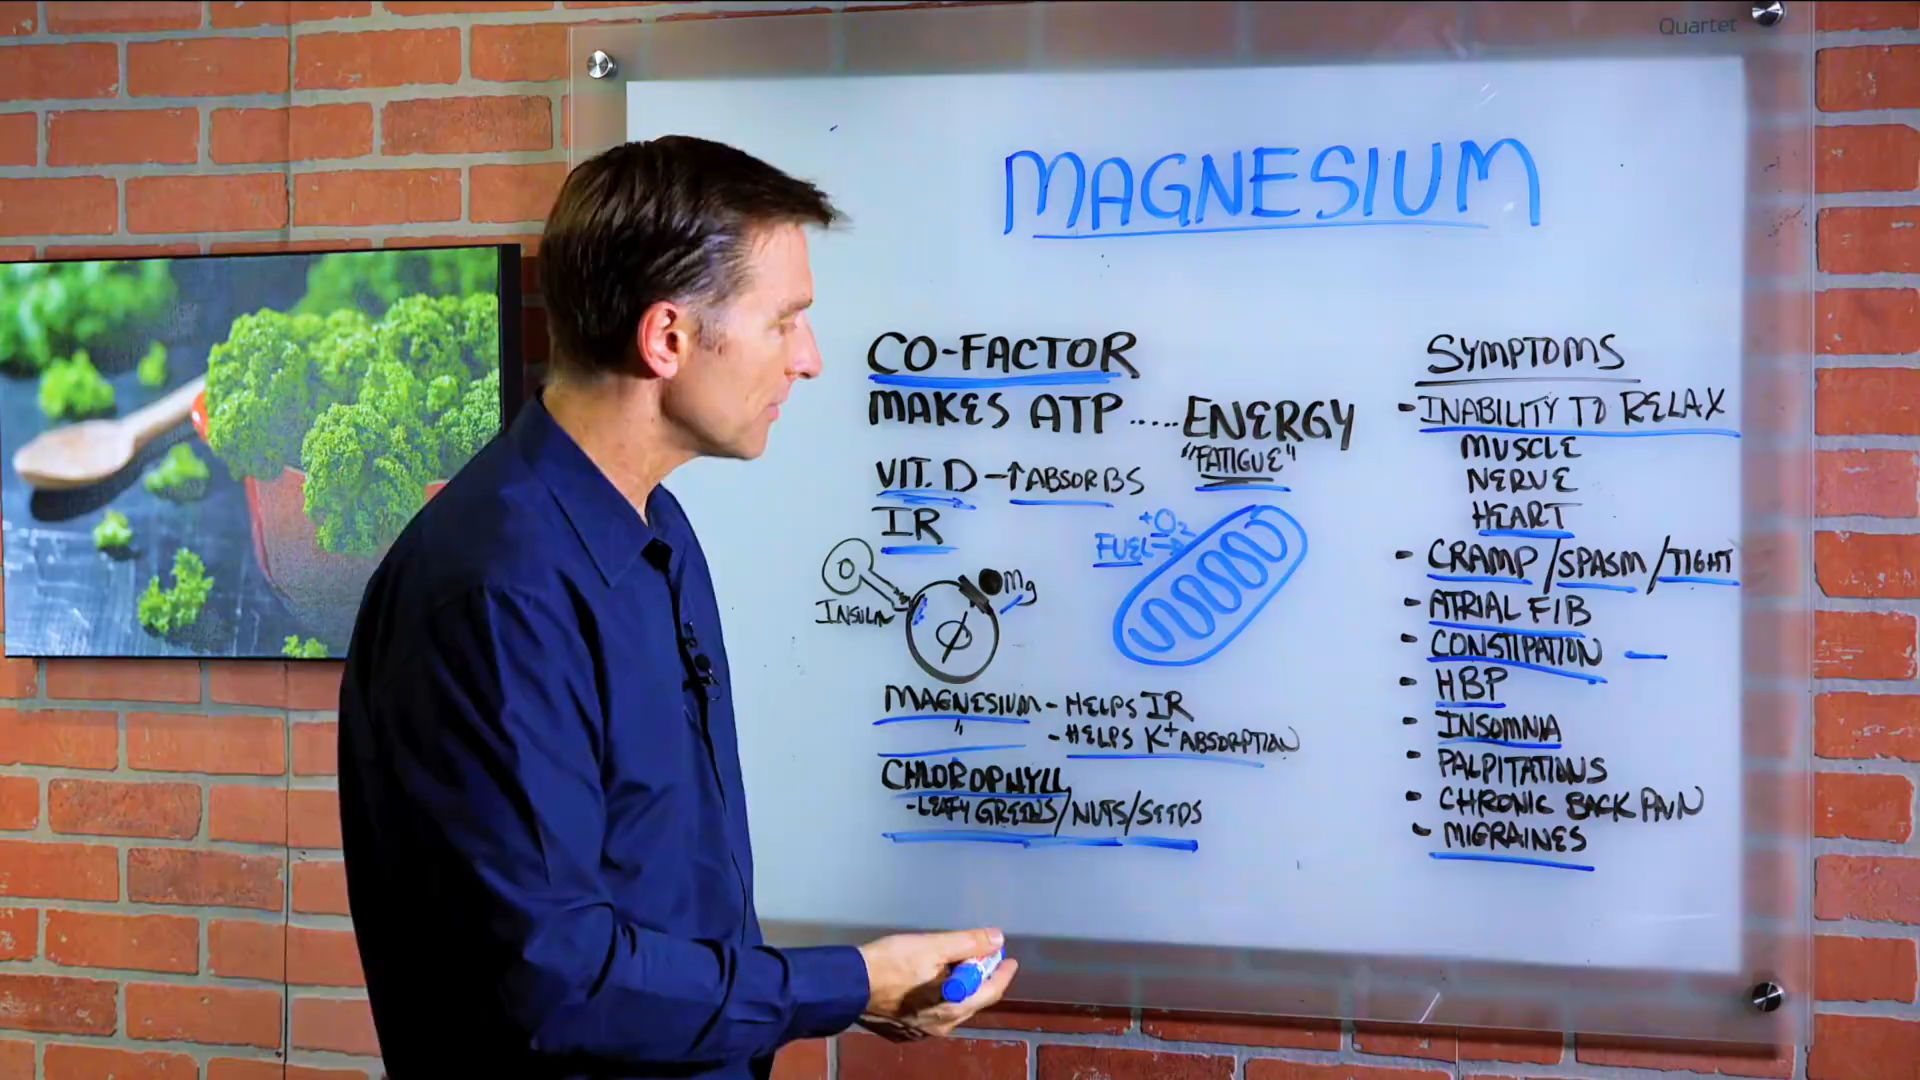 Quartet
MAGNESIUM
CO-FACTOR
MAKES ATP.....ENERGY
"FATIGUE"
VIT. D -↑ABSORBS
IR
INSULIN
Mg
+O₂
FUEL
MAGNESIUM - HELPS IR
" - HELPS K+ ABSORPTION
CHLOROPHYLL
-LEAFY GREENS/NUTS/SEEDS
SYMPTOMS
- INABILITY TO RELAX
MUSCLE
NERVE
HEART
- CRAMP/SPASM/TIGHT
- ATRIAL FIB
- CONSTIPATION
- HBP
- INSOMNIA
- PALPITATIONS
- CHRONIC BACK PAIN
- MIGRAINES